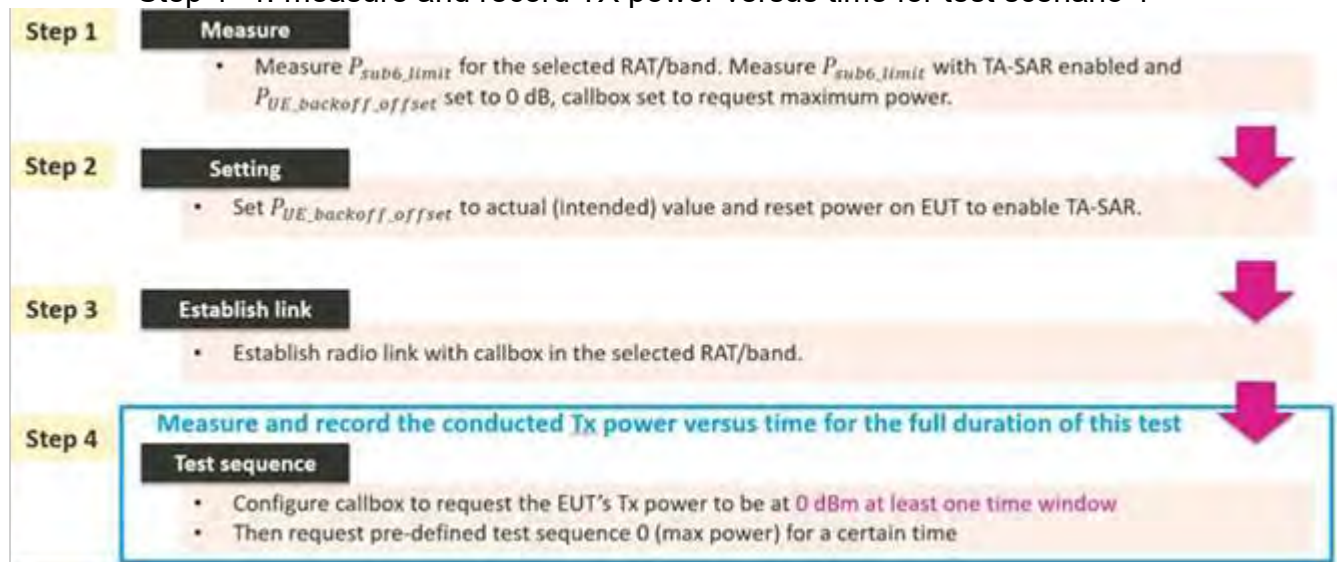 Step 1 Measure
• Measure P_sub6_limit for the selected RAT/band. Measure P_sub6_limit with TA-SAR enabled and
P_UE_backoff_offset set to 0 dB, callbox set to request maximum power.
Step 2 Setting
• Set P_UE_backoff_offset to actual (intended) value and reset power on EUT to enable TA-SAR.
Step 3 Establish link
• Establish radio link with callbox in the selected RAT/band.
Measure and record the conducted Tx power versus time for the full duration of this test
Step 4
Test sequence
• Configure callbox to request the EUT's Tx power to be at 0 dBm at least one time window
• Then request pre-defined test sequence 0 (max power) for a certain time